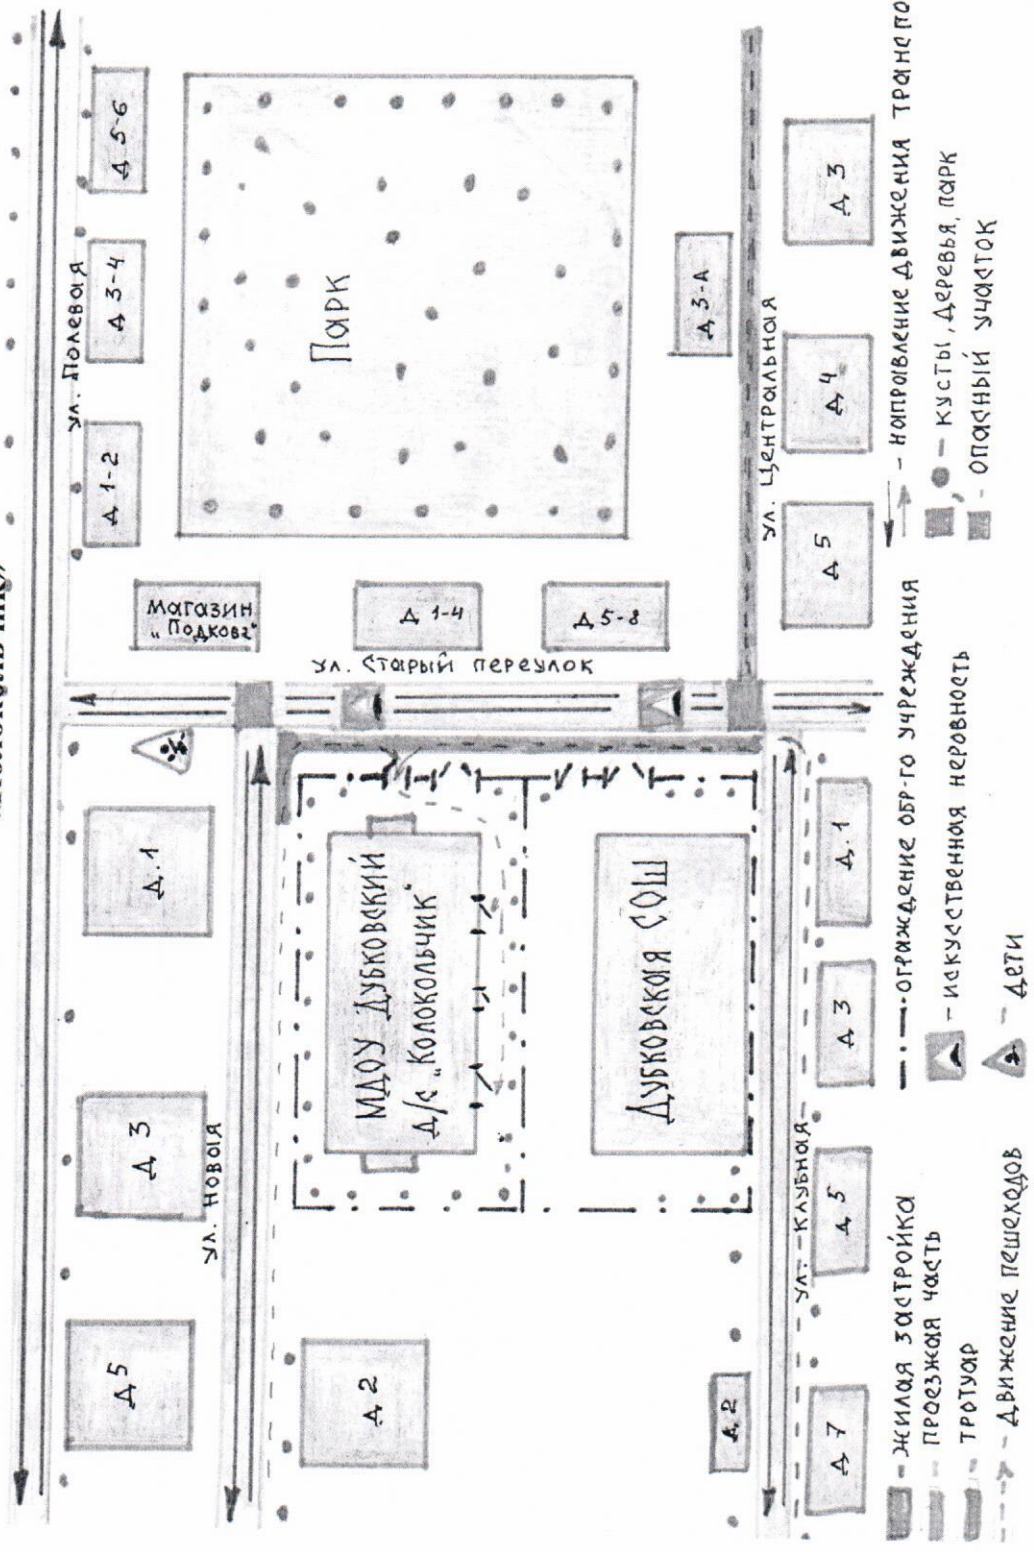 ул. Полевая
Д 5
Д 3
Д. 1
Д 1-2
Д 3-4
Д 5-6
магазин
„Подкова“
ул. Новая
Парк
МДОУ Дубковский
Д/с „Колокольчик“
ул. Старый переулок
Д 1-4
Д 5-8
Д 2
Дубковская СОШ
Д 3-А
Д 2
ул. Клубная
ул. Центральная
Д 7
Д 5
Д 3
Д. 1
Д 5
Д 4
Д 3
- жилая застройка
- проезжая часть
- тротуар
- движение пешеходов
- ограждение обр-го учреждения
- искуственная неровность
- дети
- направление движения транспо
- кусты, деревья, парк
- опасный участок